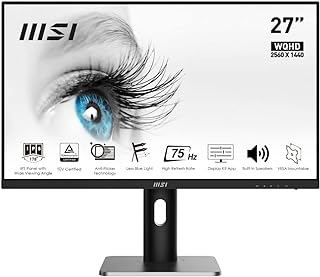 msi
27”
WQHD
2560 X 1440
178°
75 Hz
IPS Panel with
Wide Viewing Angle
TÜV Certified
Anti-Flicker
Technology
Less Blue Light
High Refresh Rate
Display Kit App
Built-in Speakers
VESA Mountable
msi